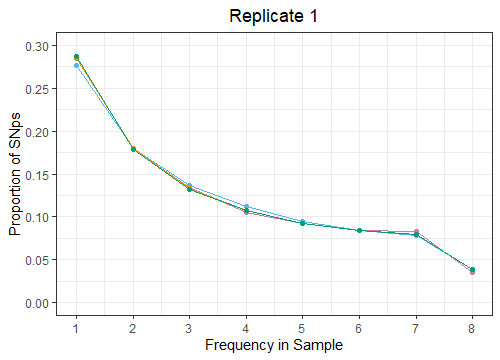 Replicate 1
Proportion of SNps
0.30
0.25
0.20
0.15
0.10
0.05
0.00
1 2 3 4 5 6 7 8
Frequency in Sample